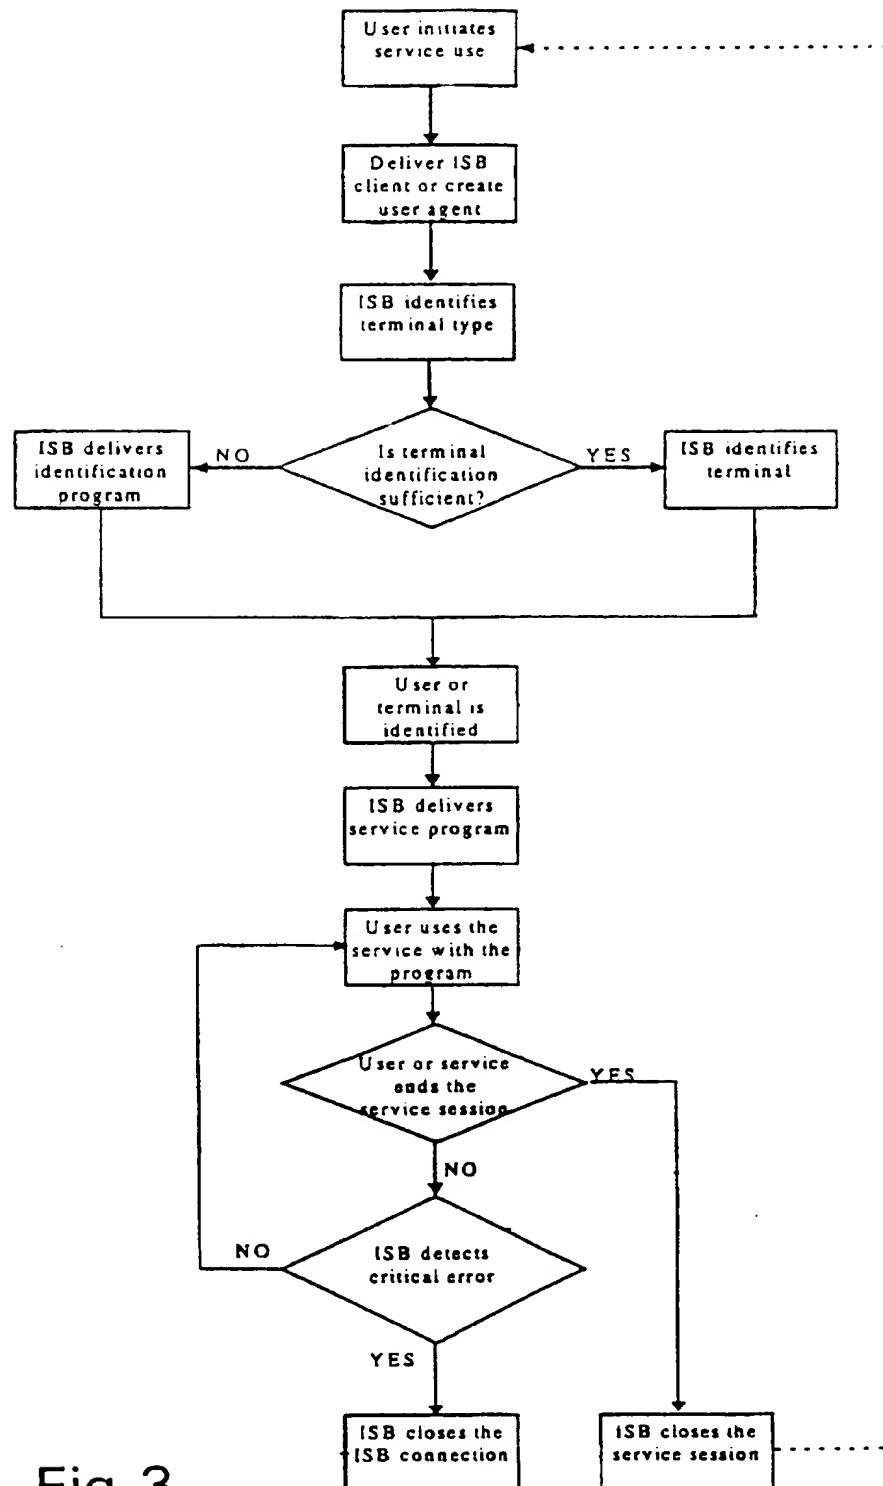 User initiates
service use
Deliver ISB
client or create
user agent
ISB identifies
terminal type
ISB delivers
identification
program
NO
Is terminal
identification
sufficient?
YES
ISB identifies
terminal
User or
terminal is
identified
ISB delivers
service program
User uses the
service with the
program
User or service
ends the
service session
YES
NO
ISB detects
critical error
NO
YES
ISB closes the
ISB connection
ISB closes the
service session
Fig 3